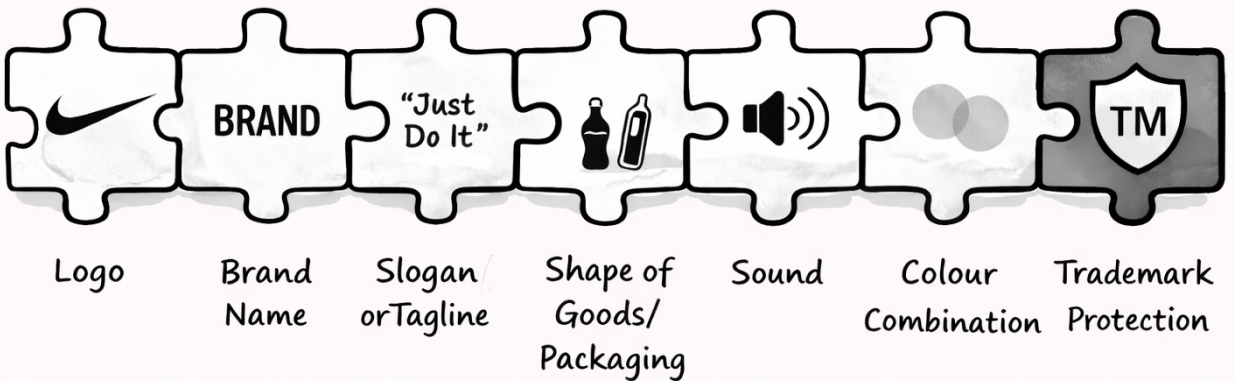 BRAND
“Just
Do It”
TM
Logo
Brand
Name
Slogan
orTagline
Shape of
Goods/
Packaging
Sound
Colour
Combination
Trademark
Protection